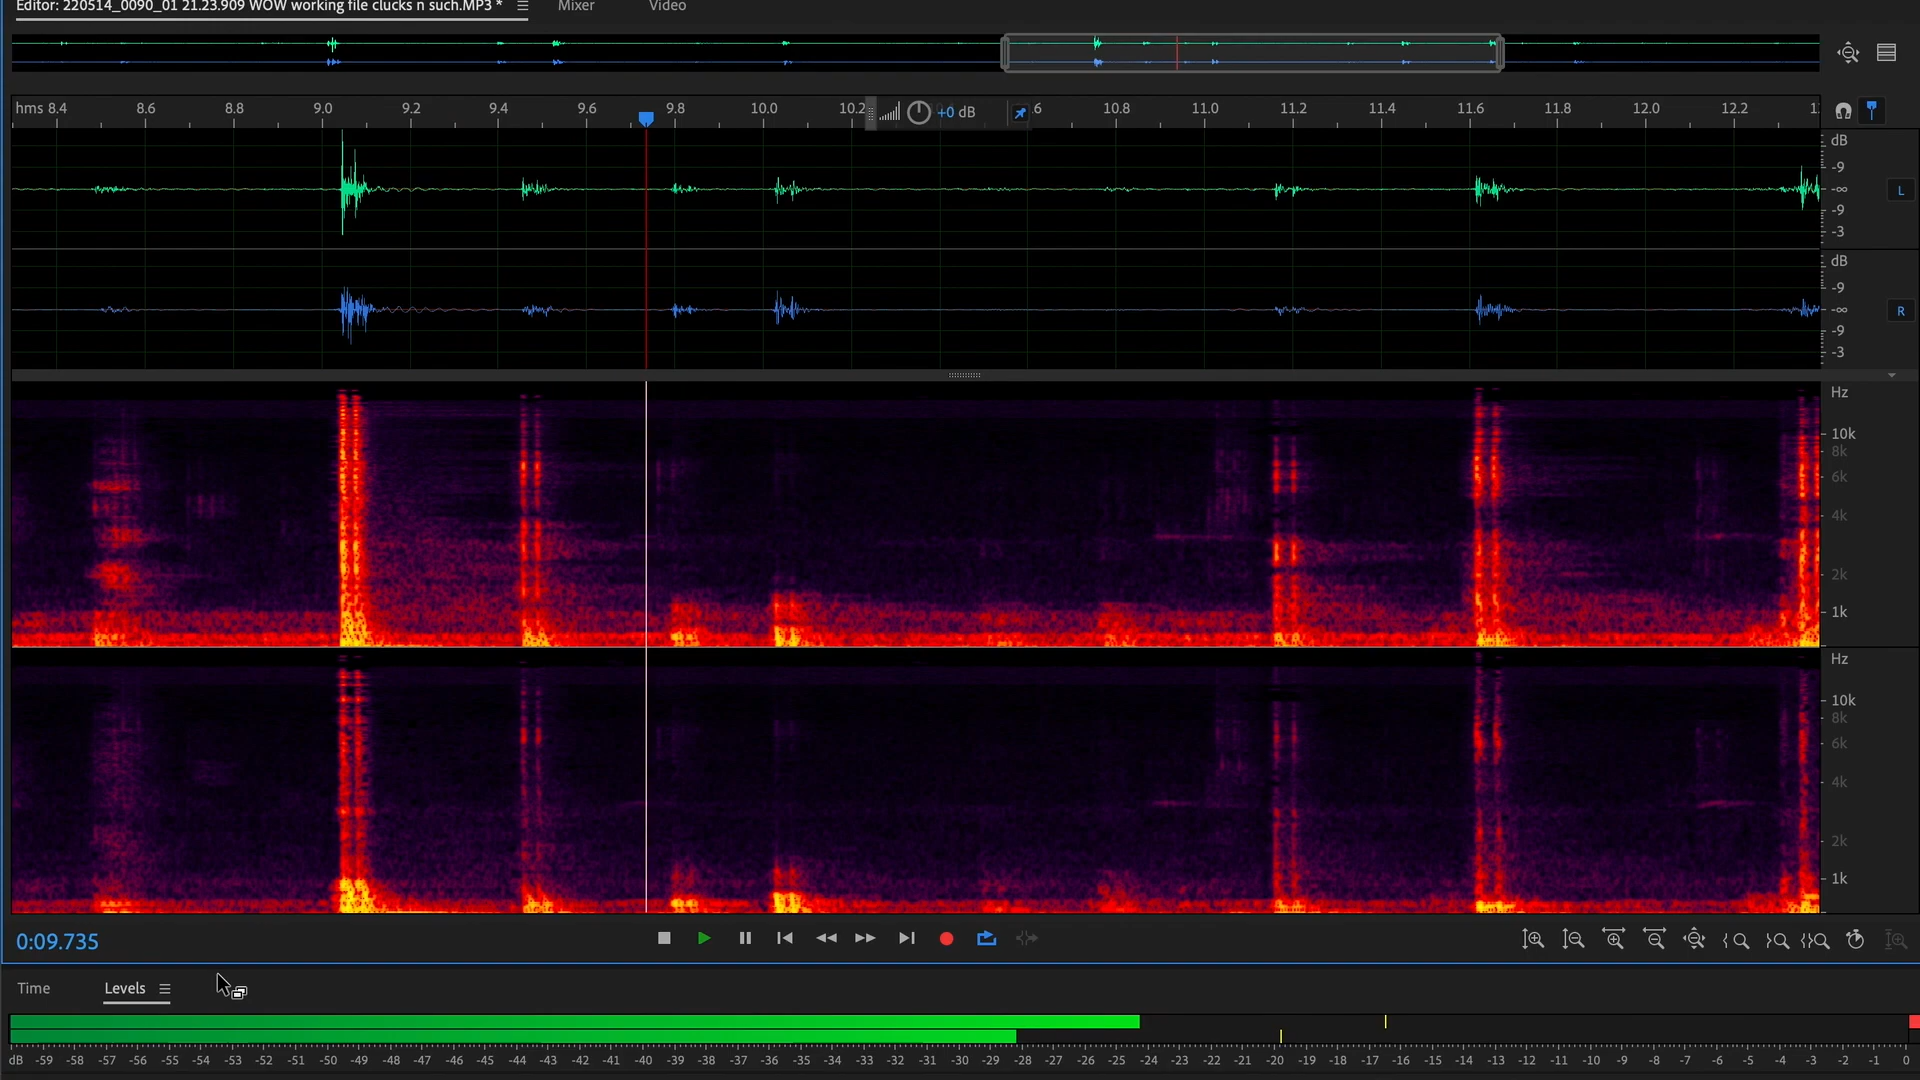 Editor: 220514_0090_01 21.23.909 WOW working file clucks n such.MP3 *
Mixer
Video
hms 8.4 8.6 8.8 9.0 9.2 9.4 9.6 9.8 10.0 10.2 +0 dB 6 10.8 11.0 11.2 11.4 11.6 11.8 12.0 12.2
dB
-9
-∞
-9
-3
L
dB
-9
-∞
-9
-3
R
Hz
10k
8k
6k
4k
2k
1k
Hz
10k
8k
6k
4k
2k
1k
0:09.735
Time Levels
dB -59 -58 -57 -56 -55 -54 -53 -52 -51 -50 -49 -48 -47 -46 -45 -44 -43 -42 -41 -40 -39 -38 -37 -36 -35 -34 -33 -32 -31 -30 -29 -28 -27 -26 -25 -24 -23 -22 -21 -20 -19 -18 -17 -16 -15 -14 -13 -12 -11 -10 -9 -8 -7 -6 -5 -4 -3 -2 -1 0